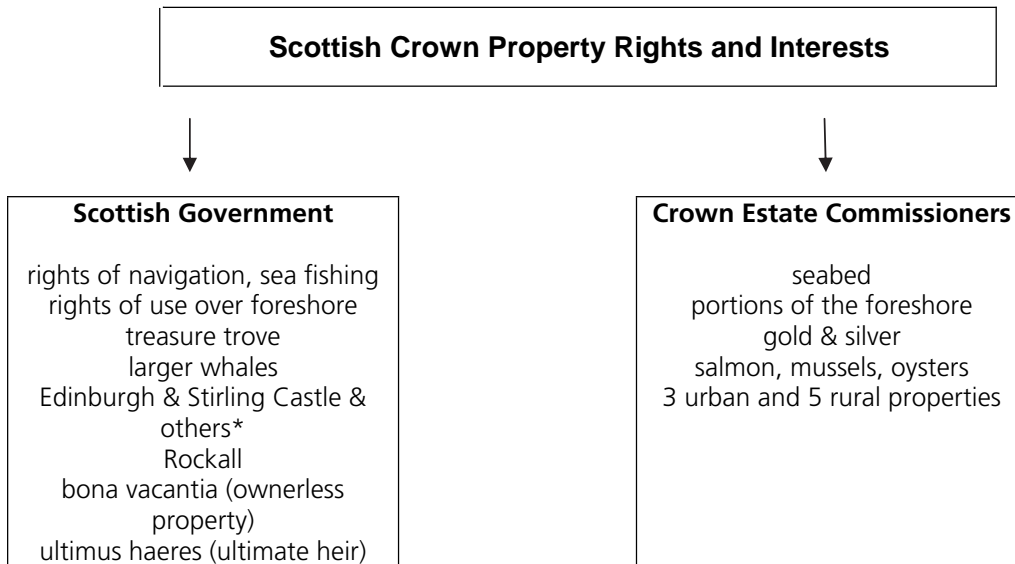 Scottish Crown Property Rights and Interests
Scottish Government
rights of navigation, sea fishing
rights of use over foreshore
treasure trove
larger whales
Edinburgh & Stirling Castle &
others*
Rockall
bona vacantia (ownerless
property)
ultimus haeres (ultimate heir)
Crown Estate Commissioners
seabed
portions of the foreshore
gold & silver
salmon, mussels, oysters
3 urban and 5 rural properties